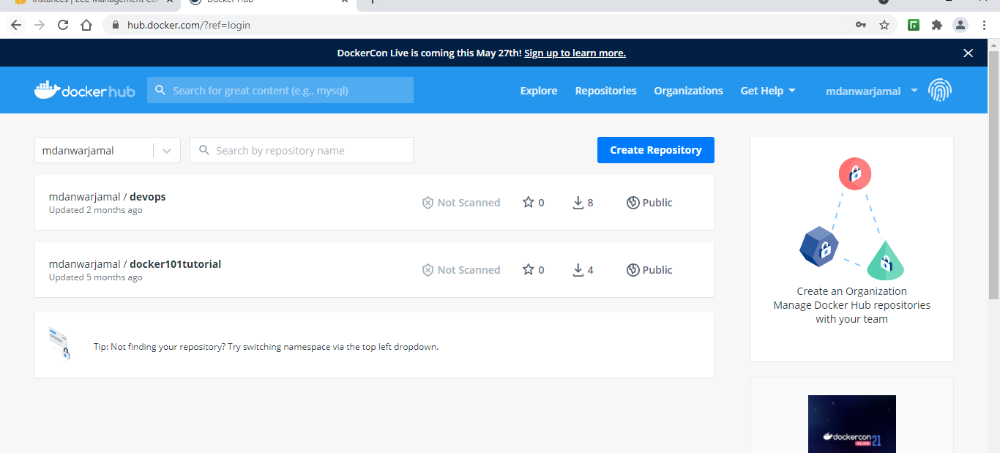 Docker Hub
hub.docker.com/?ref=login
DockerCon Live is coming this May 27th! Sign up to learn more.
docker hub
Search for great content (e.g., mysql)
Explore
Repositories
Organizations
Get Help
mdanwarjamal
mdanwarjamal
Search by repository name
Create Repository
mdanwarjamal / devops
Updated 2 months ago
Not Scanned
0
8
Public
mdanwarjamal / docker101tutorial
Updated 5 months ago
Not Scanned
0
4
Public
Tip: Not finding your repository? Try switching namespace via the top left dropdown.
Create an Organization
Manage Docker Hub repositories
with your team
dockercon
LIVE 21